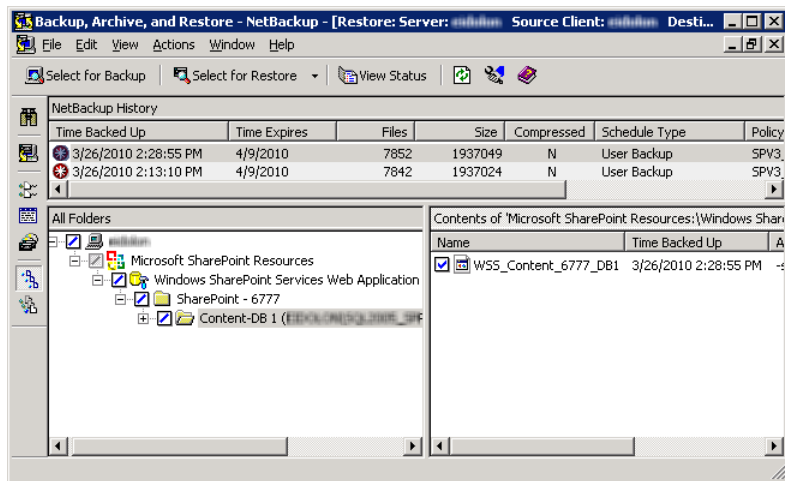 Backup, Archive, and Restore - NetBackup - [Restore: Server: Source Client: Desti...
File Edit View Actions Window Help
Select for Backup Select for Restore View Status
NetBackup History
Time Backed Up Time Expires Files Size Compressed Schedule Type Policy
3/26/2010 2:28:55 PM 4/9/2010 7852 1937049 N User Backup SPV3_
3/26/2010 2:13:10 PM 4/9/2010 7842 1937024 N User Backup SPV3_
All Folders Contents of 'Microsoft SharePoint Resources:\Windows Shar
Name Time Backed Up A
Microsoft SharePoint Resources
Windows SharePoint Services Web Application
SharePoint - 6777
Content-DB 1 (
WSS_Content_6777_DB1 3/26/2010 2:28:55 PM -s